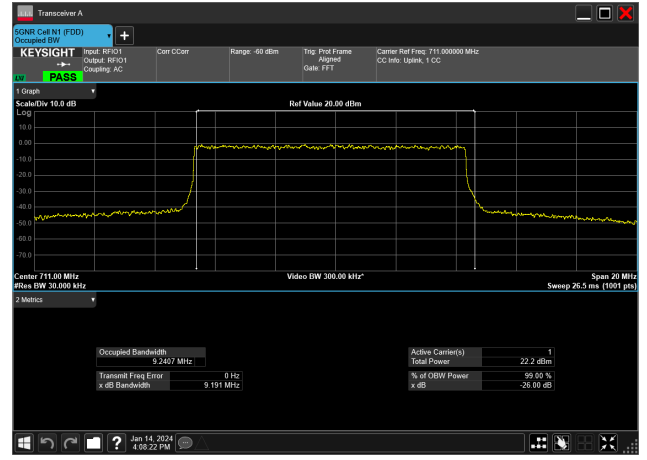 Transceiver A
5GNR Cell N1 (FDD)
Occupied BW
KEYSIGHT
Input: RFIO1
Output: RFIO1
Coupling: AC
Corr CCorr
Range: -60 dBm
Trig: Prot Frame
Aligned
Gate: FFT
Carrier Ref Freq: 711.000000 MHz
CC Info: Uplink, 1 CC
LV PASS
1 Graph
Scale/Div 10.0 dB
Ref Value 20.00 dBm
Log
10.0
0.00
-10.0
-20.0
-30.0
-40.0
-50.0
-60.0
-70.0
Center 711.00 MHz
Video BW 300.00 kHz*
Span 20 MHz
#Res BW 30.000 kHz
Sweep 26.5 ms (1001 pts)
2 Metrics
Occupied Bandwidth
9.2407 MHz
Active Carrier(s) 1
Total Power 22.2 dBm
Transmit Freq Error 0 Hz
x dB Bandwidth 9.191 MHz
% of OBW Power 99.00 %
x dB -26.00 dB
Jan 14, 2024
4:08:22 PM